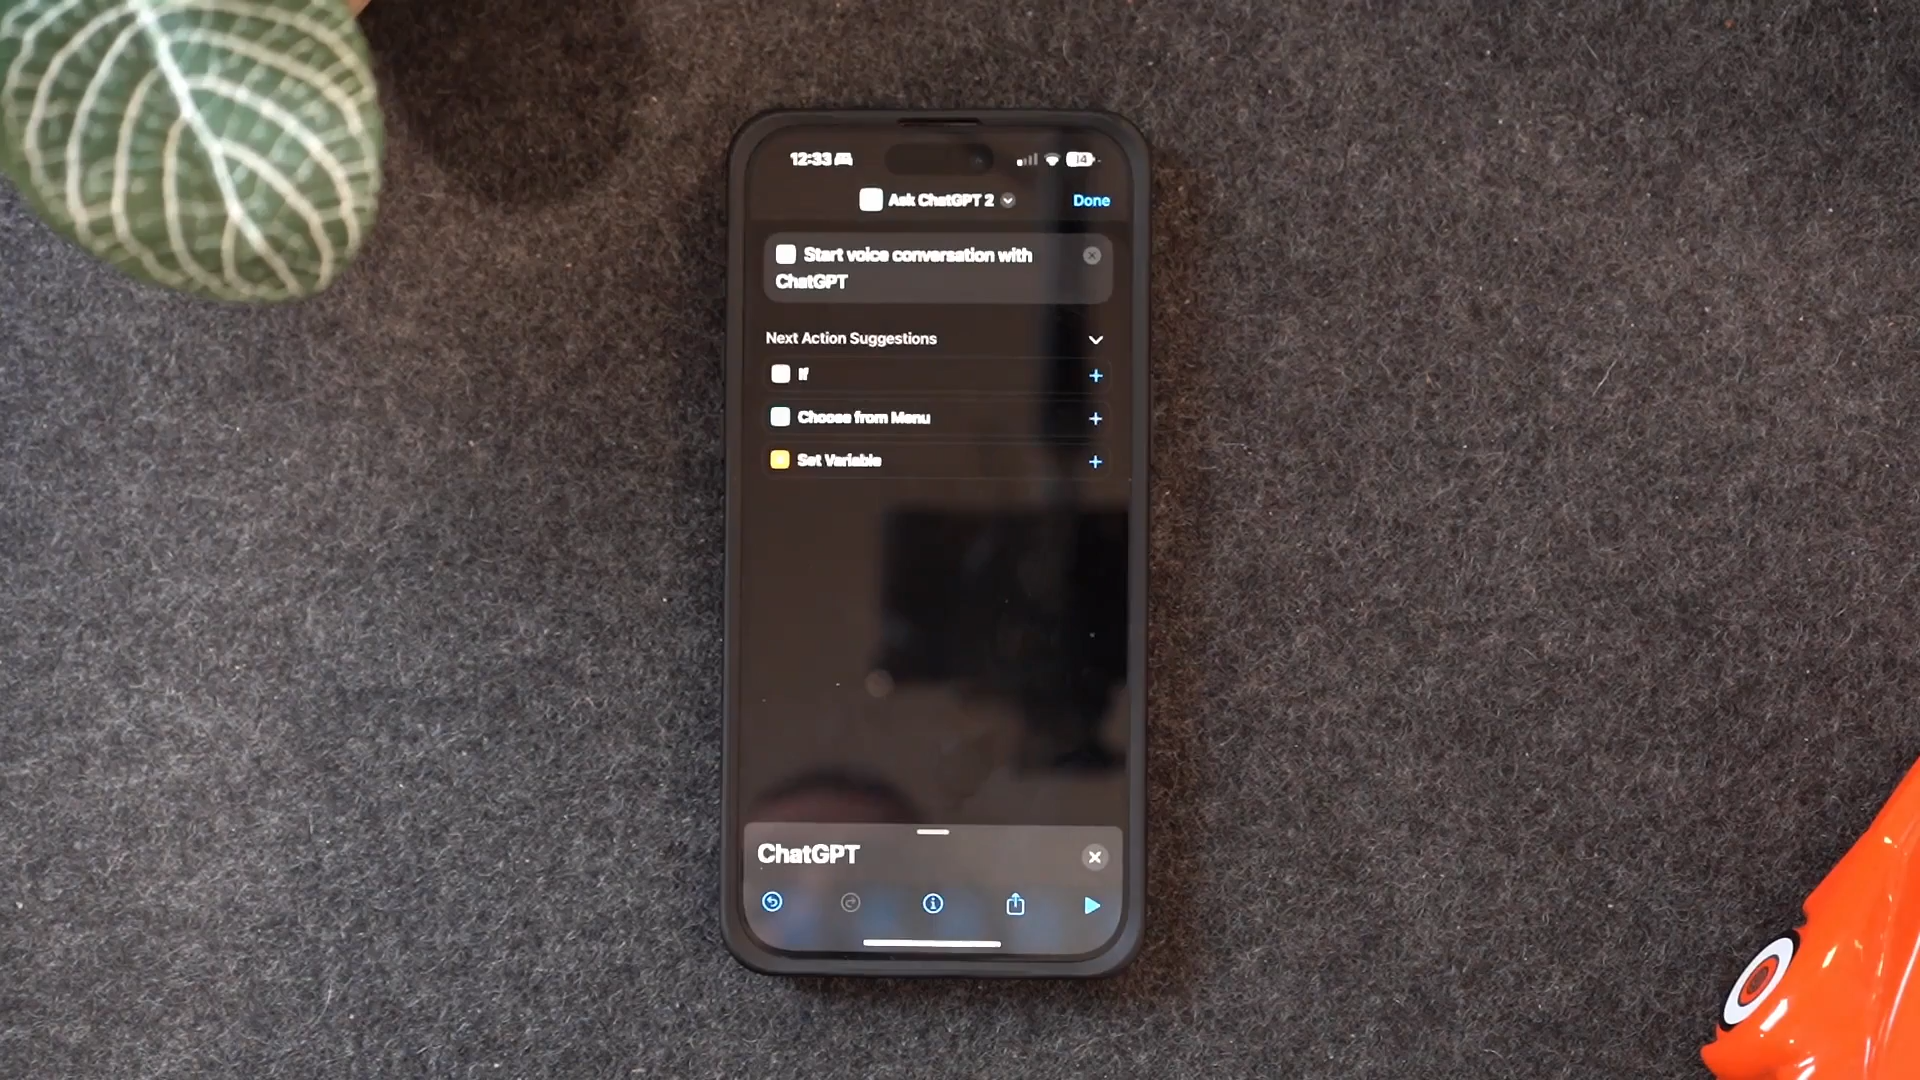 12:33
14
Ask ChatGPT 2
Done
Start voice conversation with
ChatGPT
Next Action Suggestions
If
Choose from Menu
Set Variable
ChatGPT